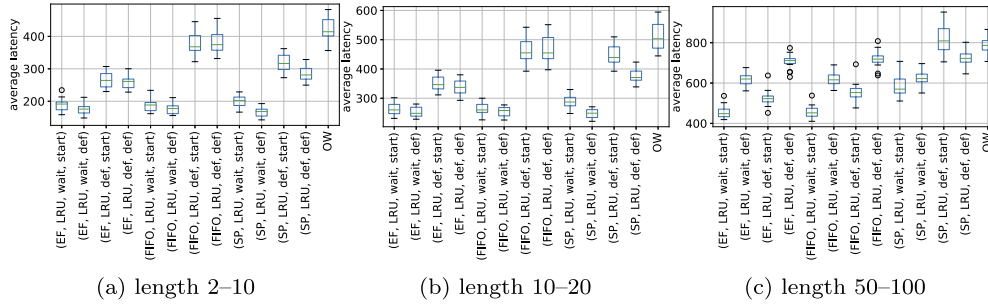 average latency
400
300
200
(EF, LRU, wait, start)
(EF, LRU, wait, def)
(EF, LRU, def, start)
(EF, LRU, def, def)
(FIFO, LRU, wait, start)
(FIFO, LRU, wait, def)
(FIFO, LRU, def, start)
(FIFO, LRU, def, def)
(SP, LRU, wait, start)
(SP, LRU, wait, def)
(SP, LRU, def, start)
(SP, LRU, def, def)
OW
(a) length 2–10
average latency
600
500
400
300
(EF, LRU, wait, start)
(EF, LRU, wait, def)
(EF, LRU, def, start)
(EF, LRU, def, def)
(FIFO, LRU, wait, start)
(FIFO, LRU, wait, def)
(FIFO, LRU, def, start)
(FIFO, LRU, def, def)
(SP, LRU, wait, start)
(SP, LRU, wait, def)
(SP, LRU, def, start)
(SP, LRU, def, def)
OW
(b) length 10–20
average latency
800
600
400
(EF, LRU, wait, start)
(EF, LRU, wait, def)
(EF, LRU, def, start)
(EF, LRU, def, def)
(FIFO, LRU, wait, start)
(FIFO, LRU, wait, def)
(FIFO, LRU, def, start)
(FIFO, LRU, def, def)
(SP, LRU, wait, start)
(SP, LRU, wait, def)
(SP, LRU, def, start)
(SP, LRU, def, def)
OW
(c) length 50–100